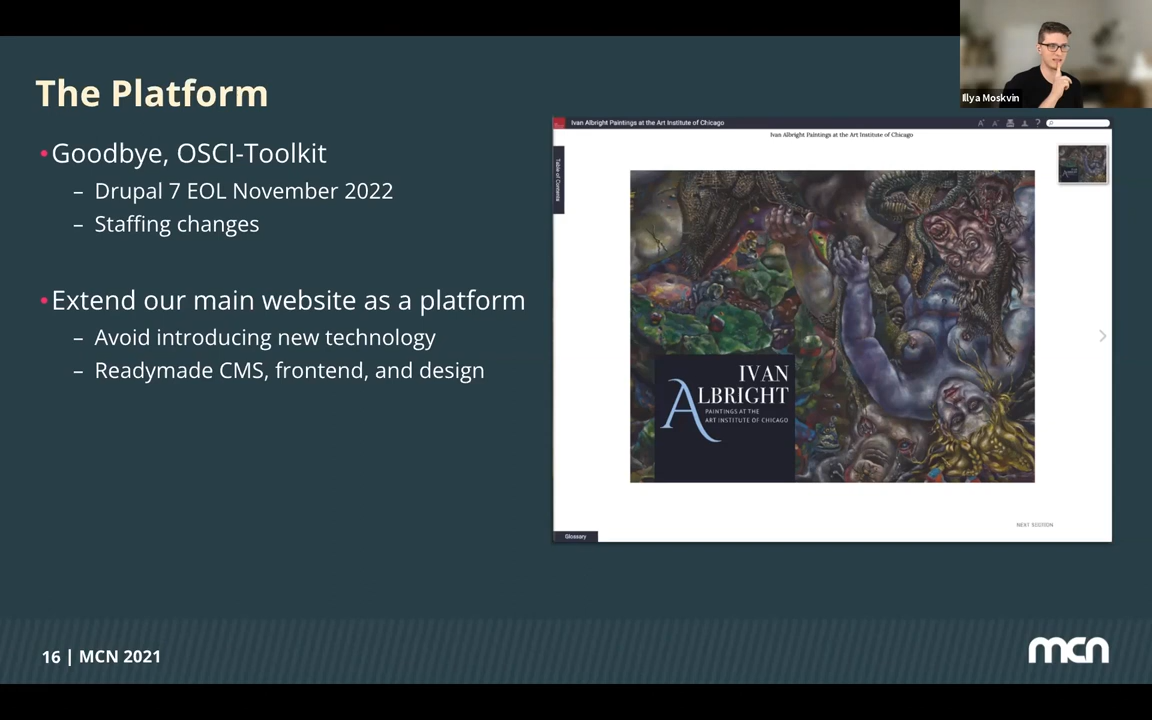 Illya Moskvin
The Platform
•Goodbye, OSCI-Toolkit
– Drupal 7 EOL November 2022
– Staffing changes
•Extend our main website as a platform
– Avoid introducing new technology
– Readymade CMS, frontend, and design
Ivan Albright Paintings at the Art Institute of Chicago
Ivan Albright Paintings at the Art Institute of Chicago
Table of Contents
IVAN
ALBRIGHT
PAINTINGS AT THE
ART INSTITUTE OF CHICAGO
NEXT SECTION
Glossary
16 | MCN 2021
mcn